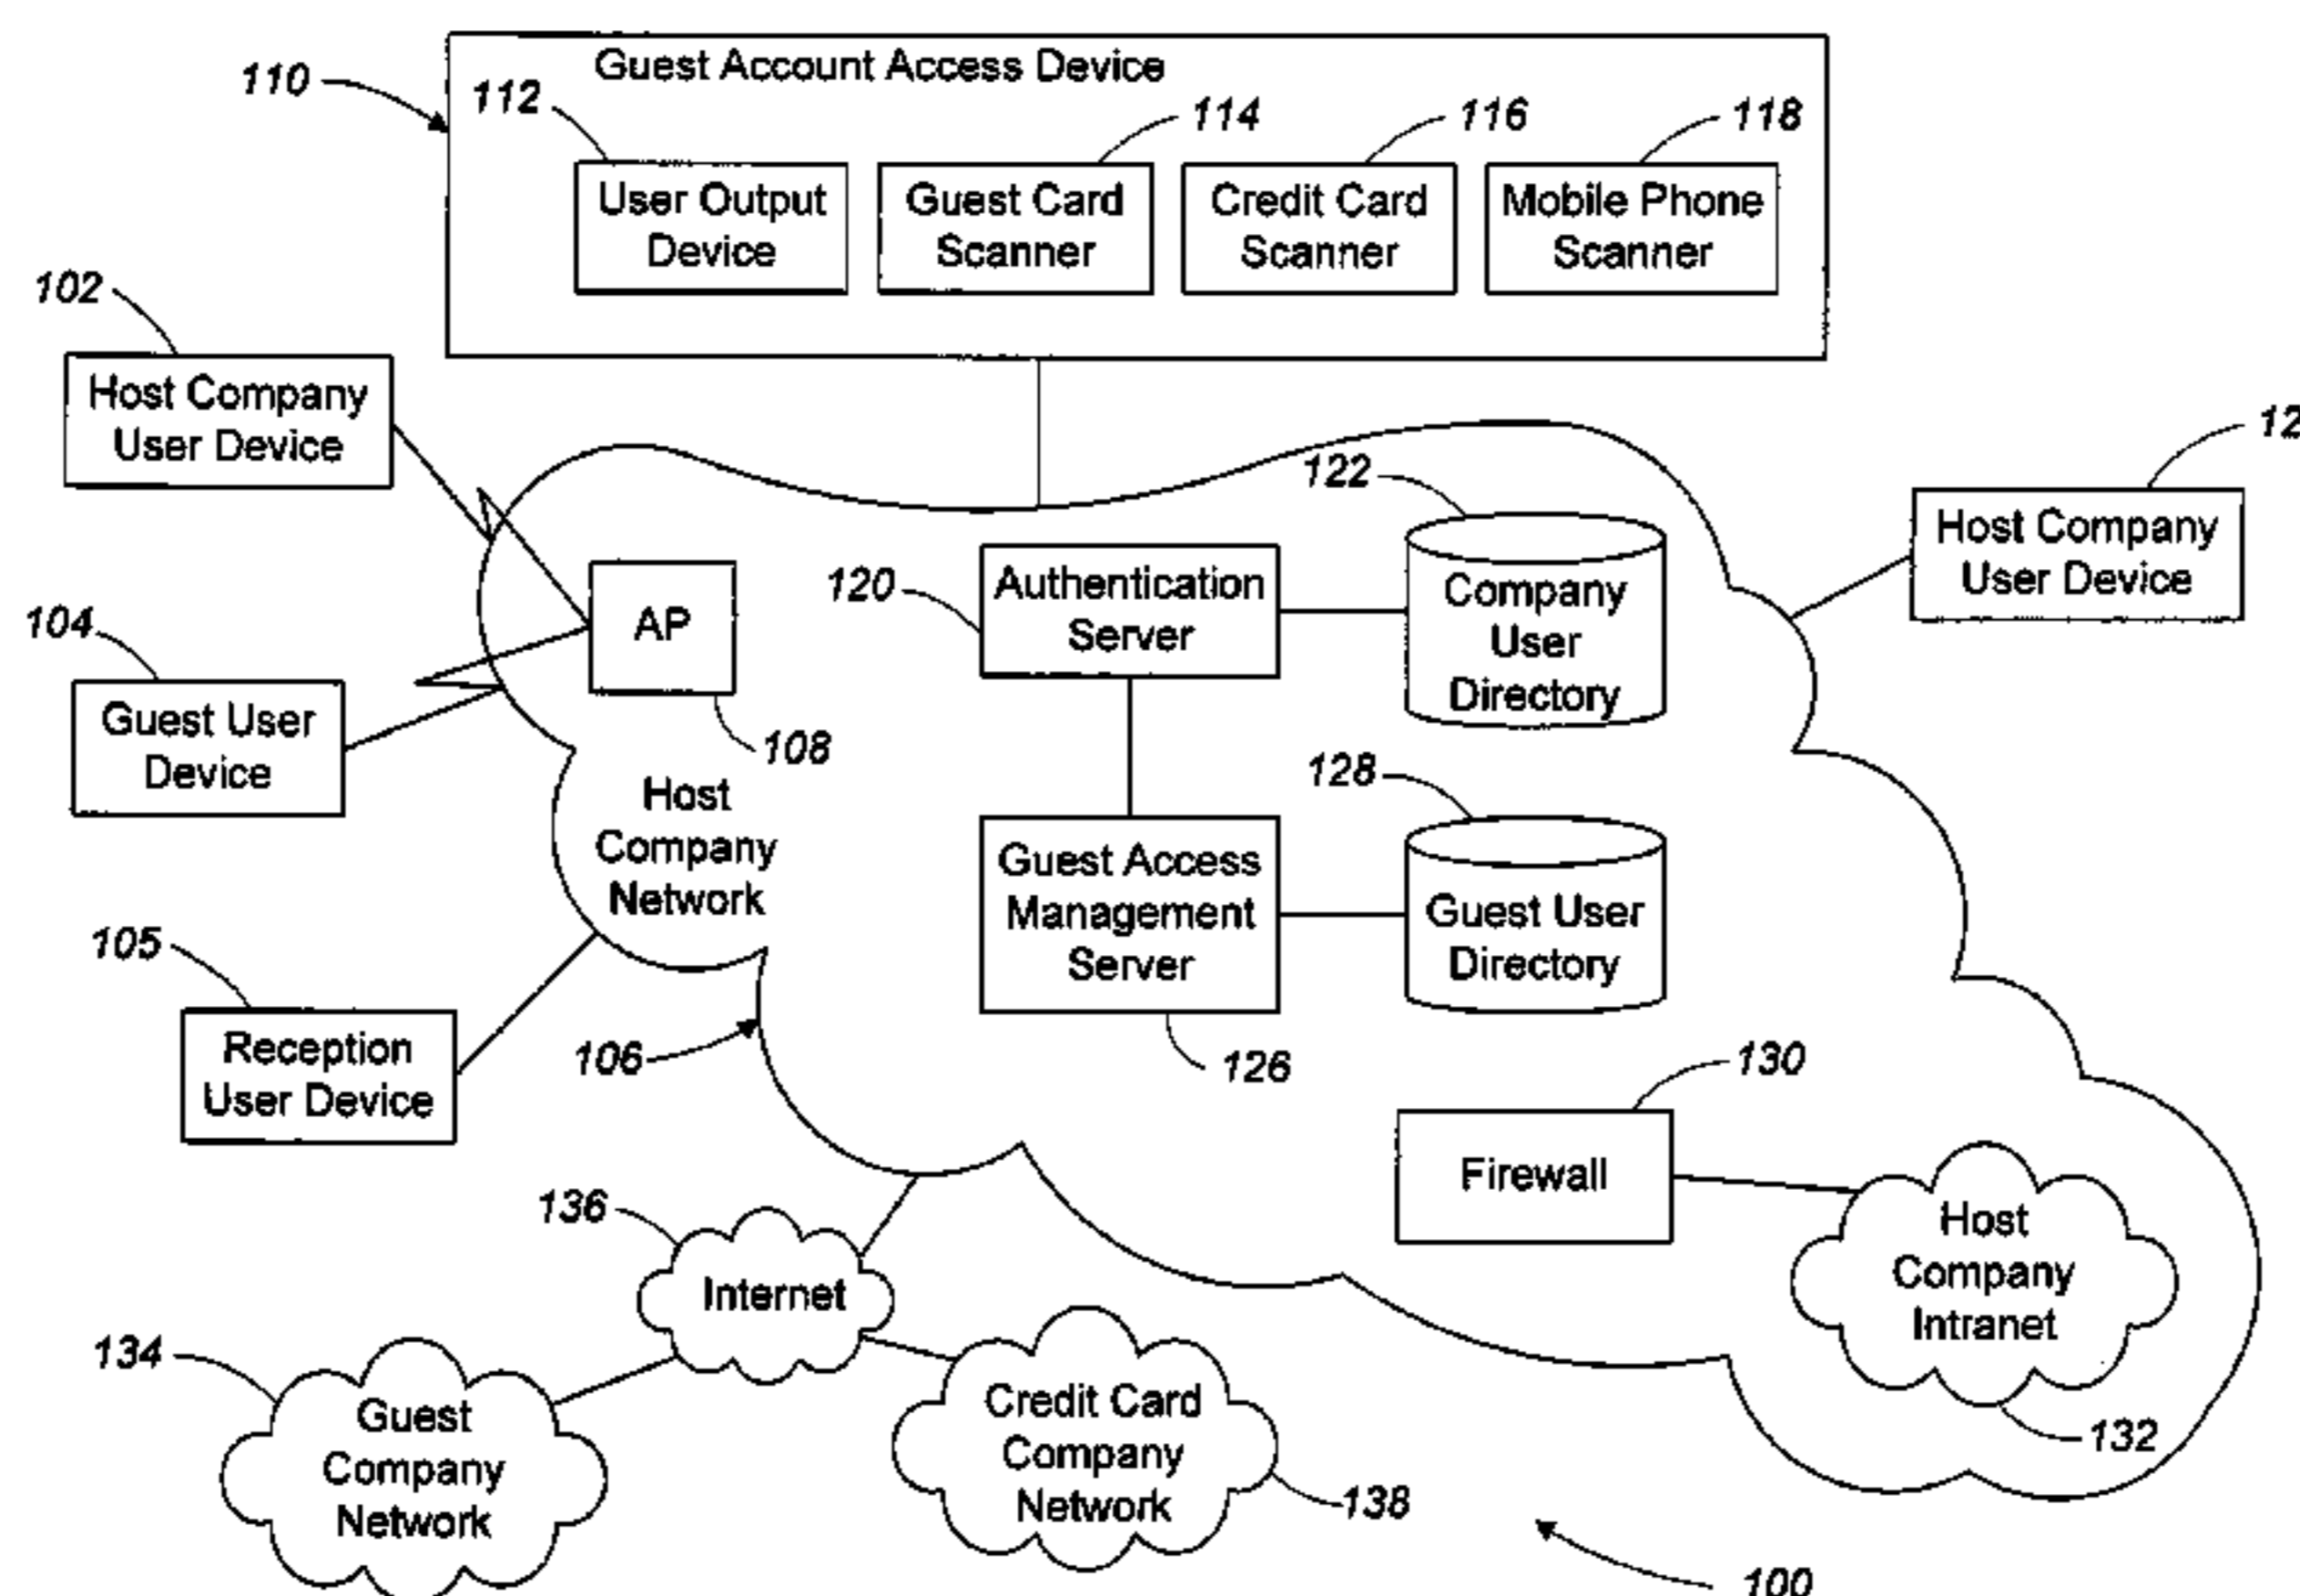 Guest Account Access Device
110
112
114
116
118
User Output
Device
Guest Card
Scanner
Credit Card
Scanner
Mobile Phone
Scanner
102
Host Company
User Device
122
12
Host Company
User Device
104
Guest User
Device
AP
108
120
Authentication
Server
Company
User
Directory
Host
Company
Network
128
Guest Access
Management
Server
Guest User
Directory
105
Reception
User Device
106
126
130
Firewall
136
Internet
Host
Company
Intranet
132
134
Guest
Company
Network
Credit Card
Company
Network
138
100